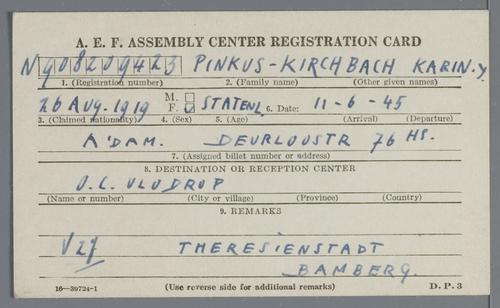 A. E. F. ASSEMBLY CENTER REGISTRATION CARD
N908209423 PINKUS-KIRCHBACH KARIN.Y
1. (Registration number) 2. (Family name) (Other given names)
26 AUG. 1919 M. F. STATENL 6. Date: 11-6-45
3. (Claimed nationality) 4. (Sex) 5. (Age) (Arrival) (Departure)
A'DAM. DEURLOOSTR 76 HS.
7. (Assigned billet number or address)
8. DESTINATION OR RECEPTION CENTER
O.C. VLODROP
(Name or number) (City or village) (Province) (Country)
9. REMARKS
V27 THERESIENSTADT
BAMBERG.
16—39724-1 (Use reverse side for additional remarks) D. P. 3